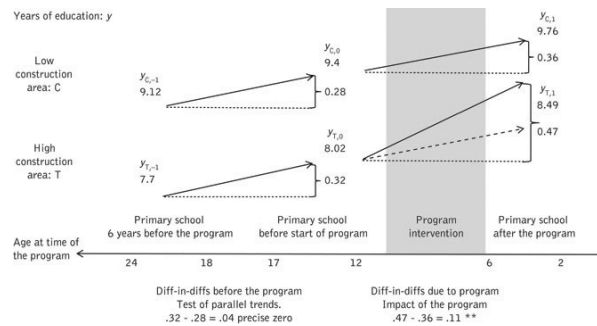 Years of education: y
y_C,1
9.76
y_C,0
9.4
0.36
Low
construction
area: C
y_C,–1
9.12
0.28
y_T,1
8.49
0.47
y_T,0
8.02
High
construction
area: T
y_T,–1
7.7
0.32
Primary school
6 years before the program
Primary school
before start of program
Program
intervention
Primary school
after the program
Age at time of
the program
24 18 17 12 6 2
Diff-in-diffs before the program
Test of parallel trends.
.32 - .28 = .04 precise zero
Diff-in-diffs due to program
Impact of the program
.47 - .36 = .11 **